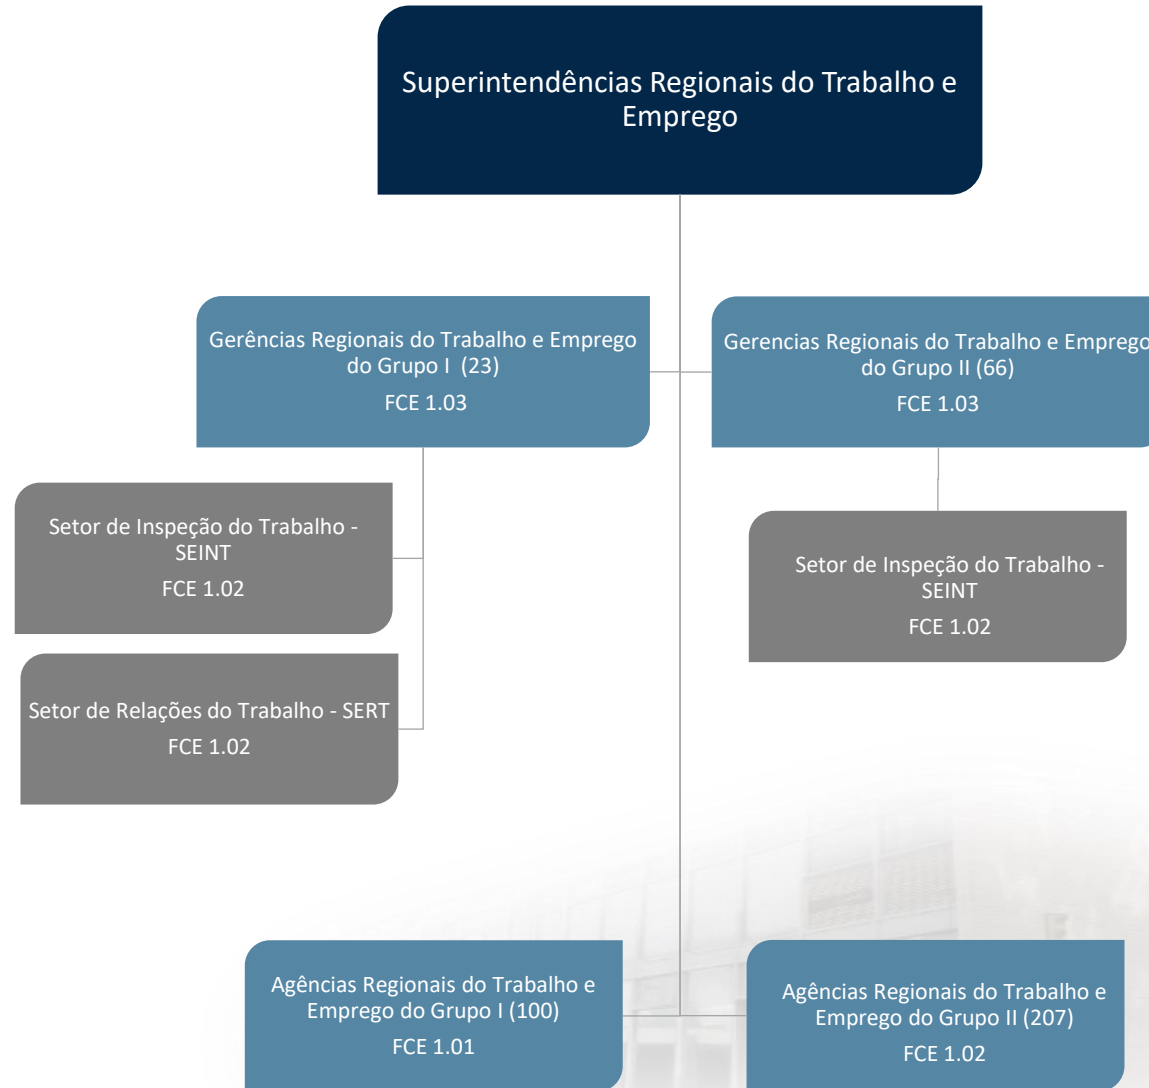 Superintendências Regionais do Trabalho e
Emprego
Gerências Regionais do Trabalho e Emprego
do Grupo I (23)
FCE 1.03
Gerencias Regionais do Trabalho e Emprego
do Grupo II (66)
FCE 1.03
Setor de Inspeção do Trabalho -
SEINT
FCE 1.02
Setor de Inspeção do Trabalho -
SEINT
FCE 1.02
Setor de Relações do Trabalho - SERT
FCE 1.02
Agências Regionais do Trabalho e
Emprego do Grupo I (100)
FCE 1.01
Agências Regionais do Trabalho e
Emprego do Grupo II (207)
FCE 1.02